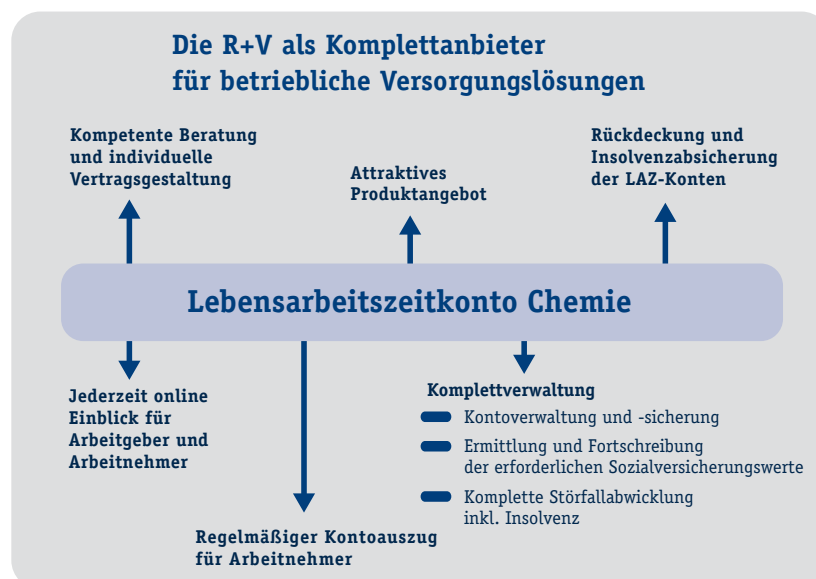 Die R+V als Komplettanbieter
für betriebliche Versorgungslösungen
Kompetente Beratung
und individuelle
Vertragsgestaltung
Attraktives
Produktangebot
Rückdeckung und
Insolvenzabsicherung
der LAZ-Konten
Lebensarbeitszeitkonto Chemie
Jederzeit online
Einblick für
Arbeitgeber und
Arbeitnehmer
Regelmäßiger Kontoauszug
für Arbeitnehmer
Komplettverwaltung
Kontoverwaltung und -sicherung
Ermittlung und Fortschreibung
der erforderlichen Sozialversicherungswerte
Komplette Störfallabwicklung
inkl. Insolvenz